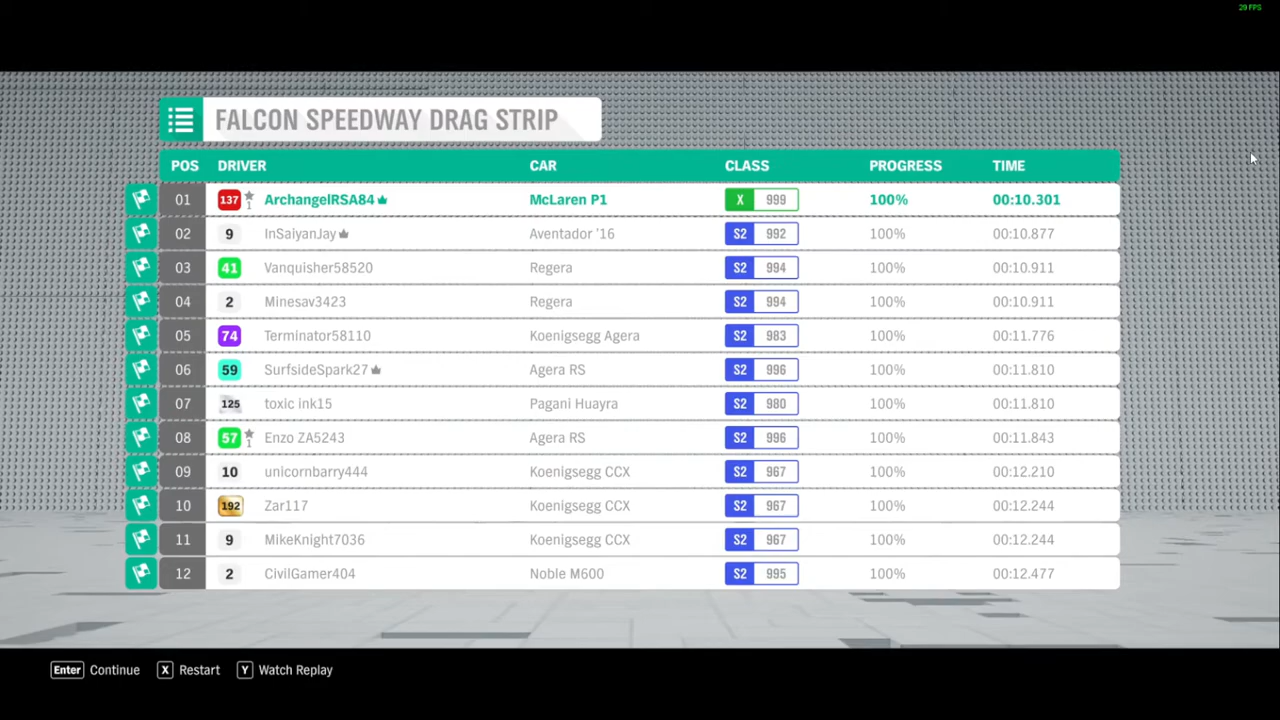 29 FPS
FALCON SPEEDWAY DRAG STRIP
POS DRIVER CAR CLASS PROGRESS TIME
01 137 1 ArchangelRSA84 McLaren P1 X 999 100% 00:10.301
02 9 InSaiyanJay Aventador '16 S2 992 100% 00:10.877
03 41 Vanquisher58520 Regera S2 994 100% 00:10.911
04 2 Minesav3423 Regera S2 994 100% 00:10.911
05 74 Terminator58110 Koenigsegg Agera S2 983 100% 00:11.776
06 59 SurfsideSpark27 Agera RS S2 996 100% 00:11.810
07 125 toxic ink15 Pagani Huayra S2 980 100% 00:11.810
08 57 1 Enzo ZA5243 Agera RS S2 996 100% 00:11.843
09 10 unicornbarry444 Koenigsegg CCX S2 967 100% 00:12.210
10 192 Zar117 Koenigsegg CCX S2 967 100% 00:12.244
11 9 MikeKnight7036 Koenigsegg CCX S2 967 100% 00:12.244
12 2 CivilGamer404 Noble M600 S2 995 100% 00:12.477
Enter Continue X Restart Y Watch Replay